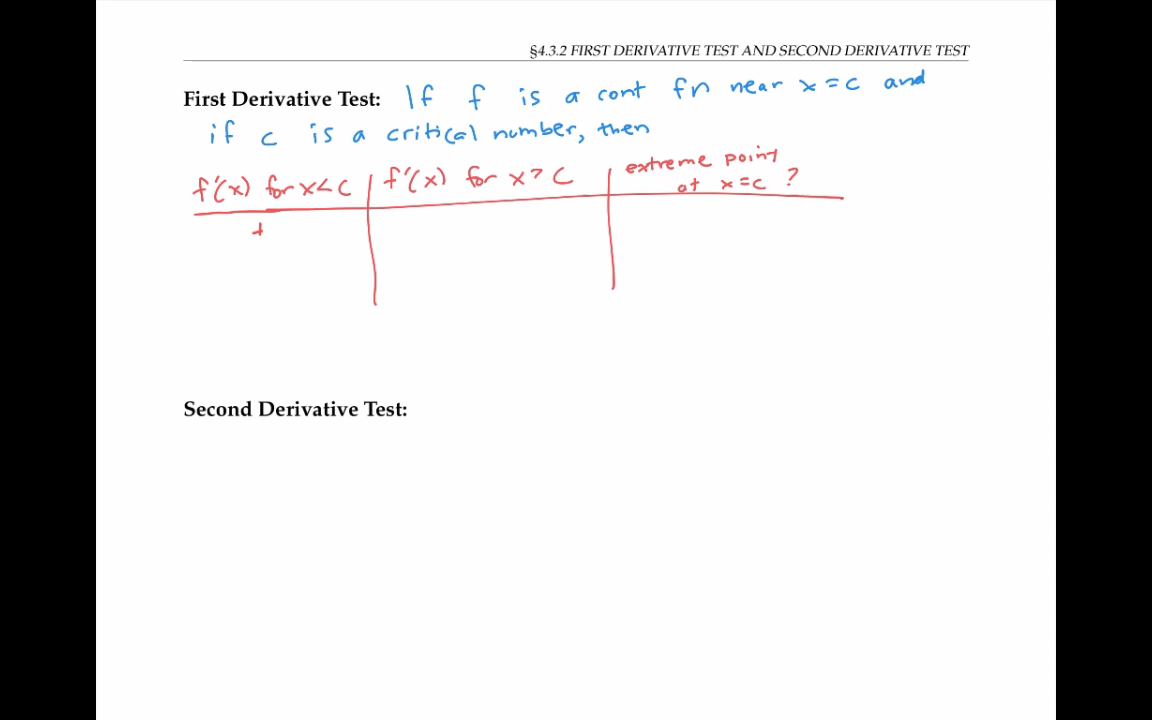 §4.3.2 FIRST DERIVATIVE TEST AND SECOND DERIVATIVE TEST
First Derivative Test: If f is a cont fn near x=c and
if c is a critical number, then
f'(x) for x<c f'(x) for x>c extreme point
at x=c ?
+
Second Derivative Test: